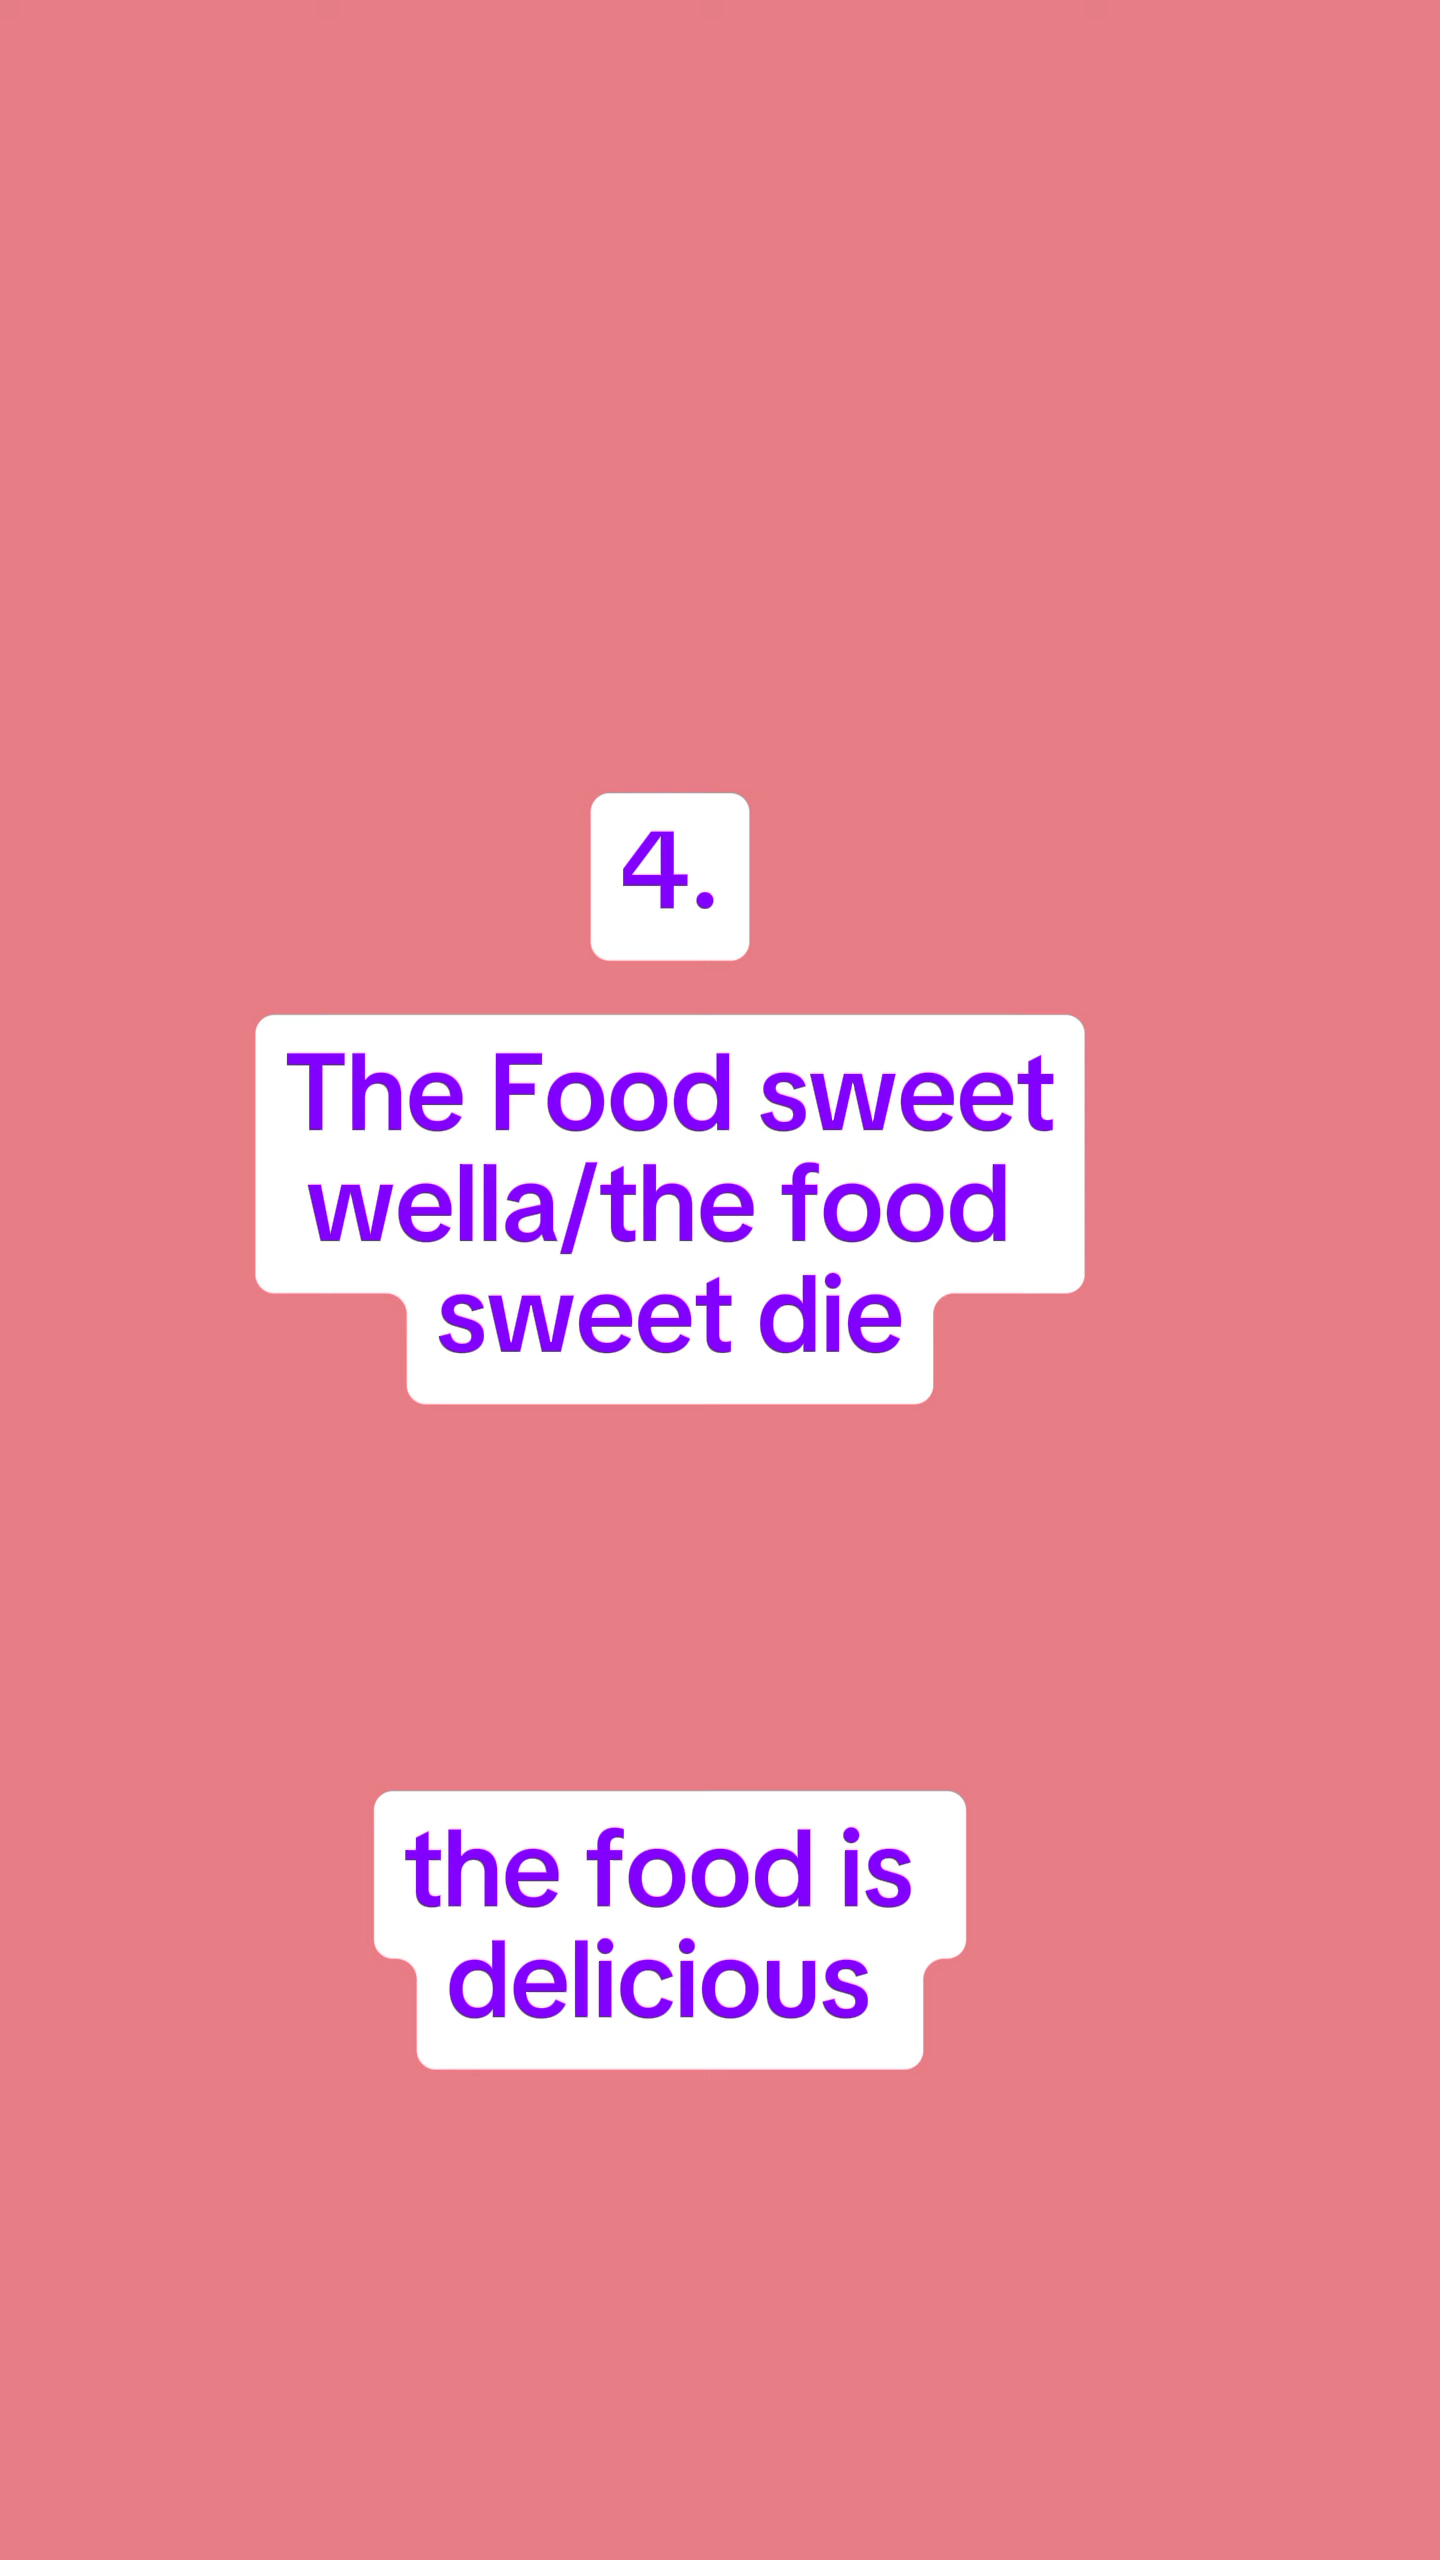 4.
The Food sweet
wella/the food
sweet die
the food is
delicious